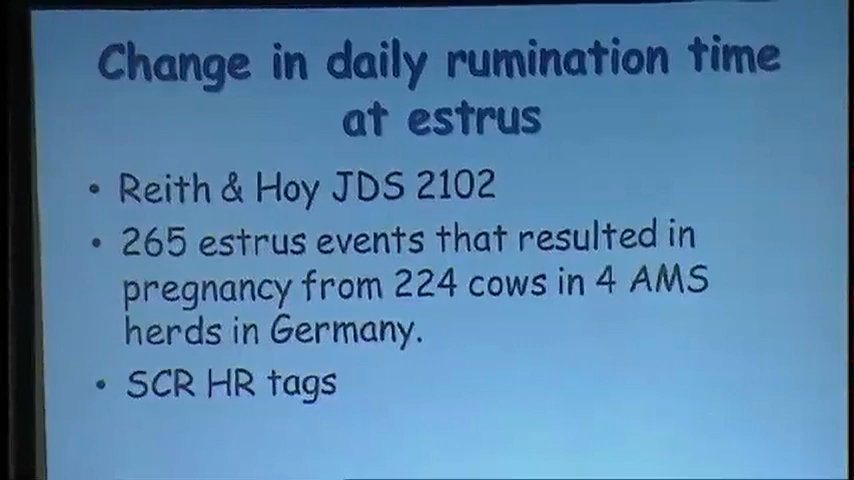 Change in daily rumination time
at estrus
• Reith & Hoy JDS 2102
• 265 estrus events that resulted in
pregnancy from 224 cows in 4 AMS
herds in Germany.
• SCR HR tags